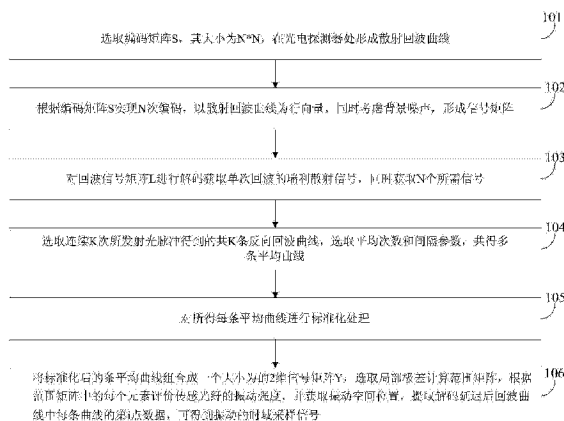 101
选取编码矩阵S，其大小为N*N，在光电探测器处形成散射回波曲线
102
根据编码矩阵S实现N次编码，以散射回波曲线为行向量，同时考虑背景噪声，形成信号矩阵
103
对回波信号矩阵L进行解码获取单次回波的瑞利散射信号，同时获取N个所需信号
104
选取连续K次所发射光脉冲得到的共K条反向回波曲线，选取平均次数和间隔参数，共得多
条平均曲线
105
对所得每条平均曲线进行标准化处理
106
将标准化后的条平均曲线组合成一个大小为的2维信号矩阵Y，选取局部极差计算范围矩阵，根据
范围矩阵中的每个元素评价传感光纤的振动强度，并获取振动空间位置，提取解码延迟后回波曲
线中每条曲线的第i点数据，可得到振动的时域采样信号